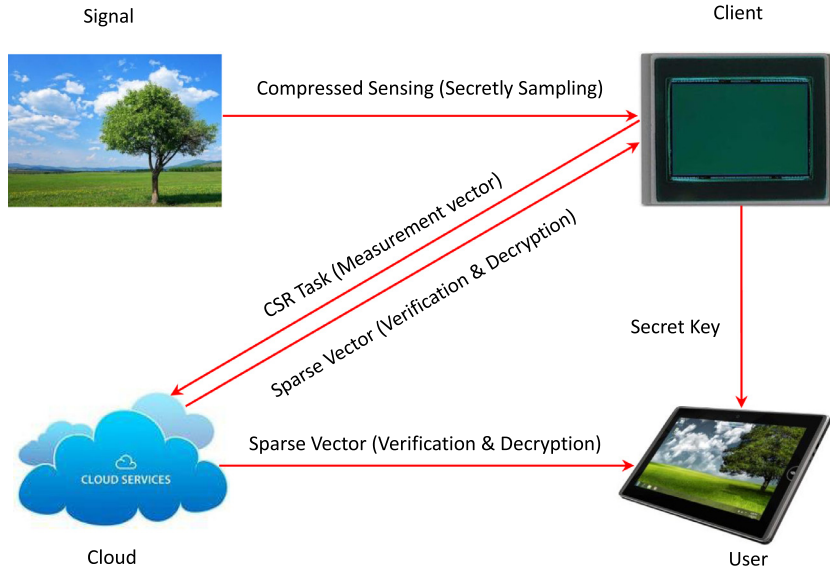 Signal
Client
Compressed Sensing (Secretly Sampling)
CSR Task (Measurement vector)
Sparse Vector (Verification & Decryption)
Secret Key
Sparse Vector (Verification & Decryption)
CLOUD SERVICES
Cloud
User